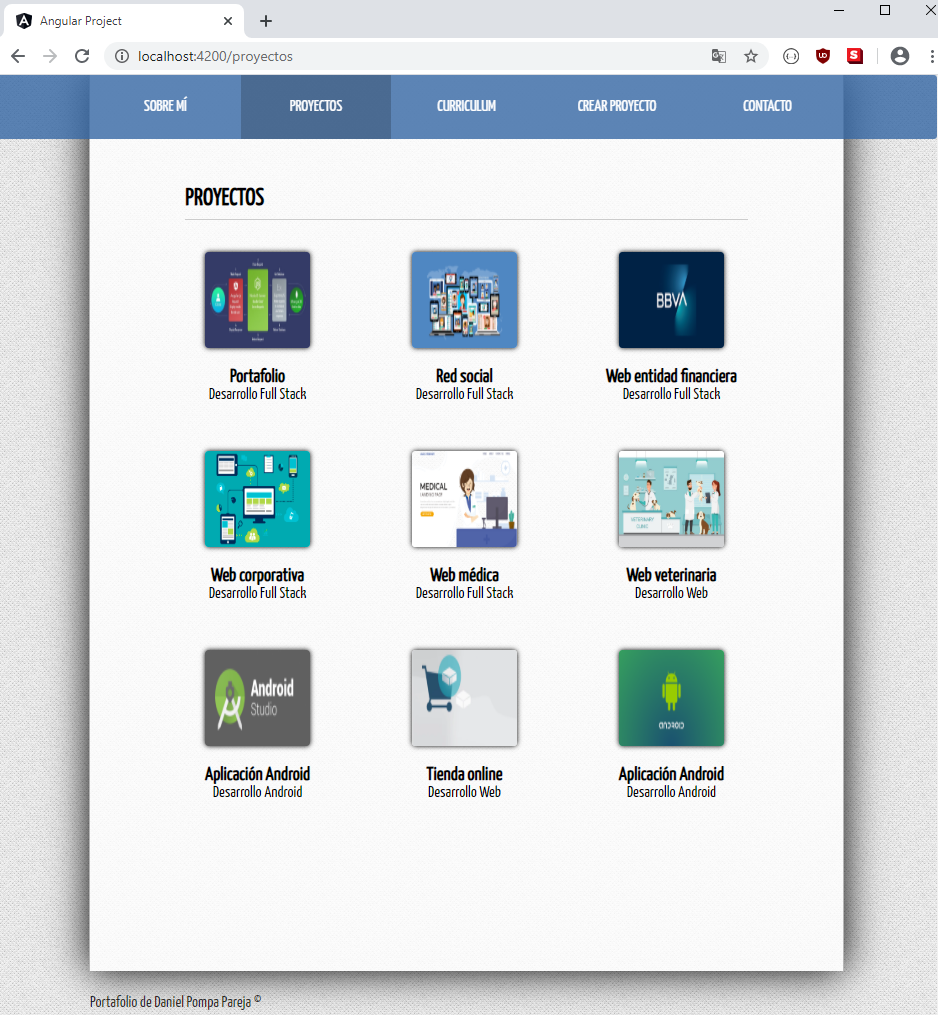 Angular Project
localhost:4200/proyectos
SOBRE MÍ
PROYECTOS
CURRICULUM
CREAR PROYECTO
CONTACTO
PROYECTOS
BBVA
Portafolio
Desarrollo Full Stack
Red social
Desarrollo Full Stack
Web entidad financiera
Desarrollo Full Stack
MEDICAL
VETERINARY
CLINIC
Web corporativa
Desarrollo Full Stack
Web médica
Desarrollo Full Stack
Web veterinaria
Desarrollo Web
Android
Studio
ANDROID
Aplicación Android
Desarrollo Android
Tienda online
Desarrollo Web
Aplicación Android
Desarrollo Android
Portafolio de Daniel Pompa Pareja ©